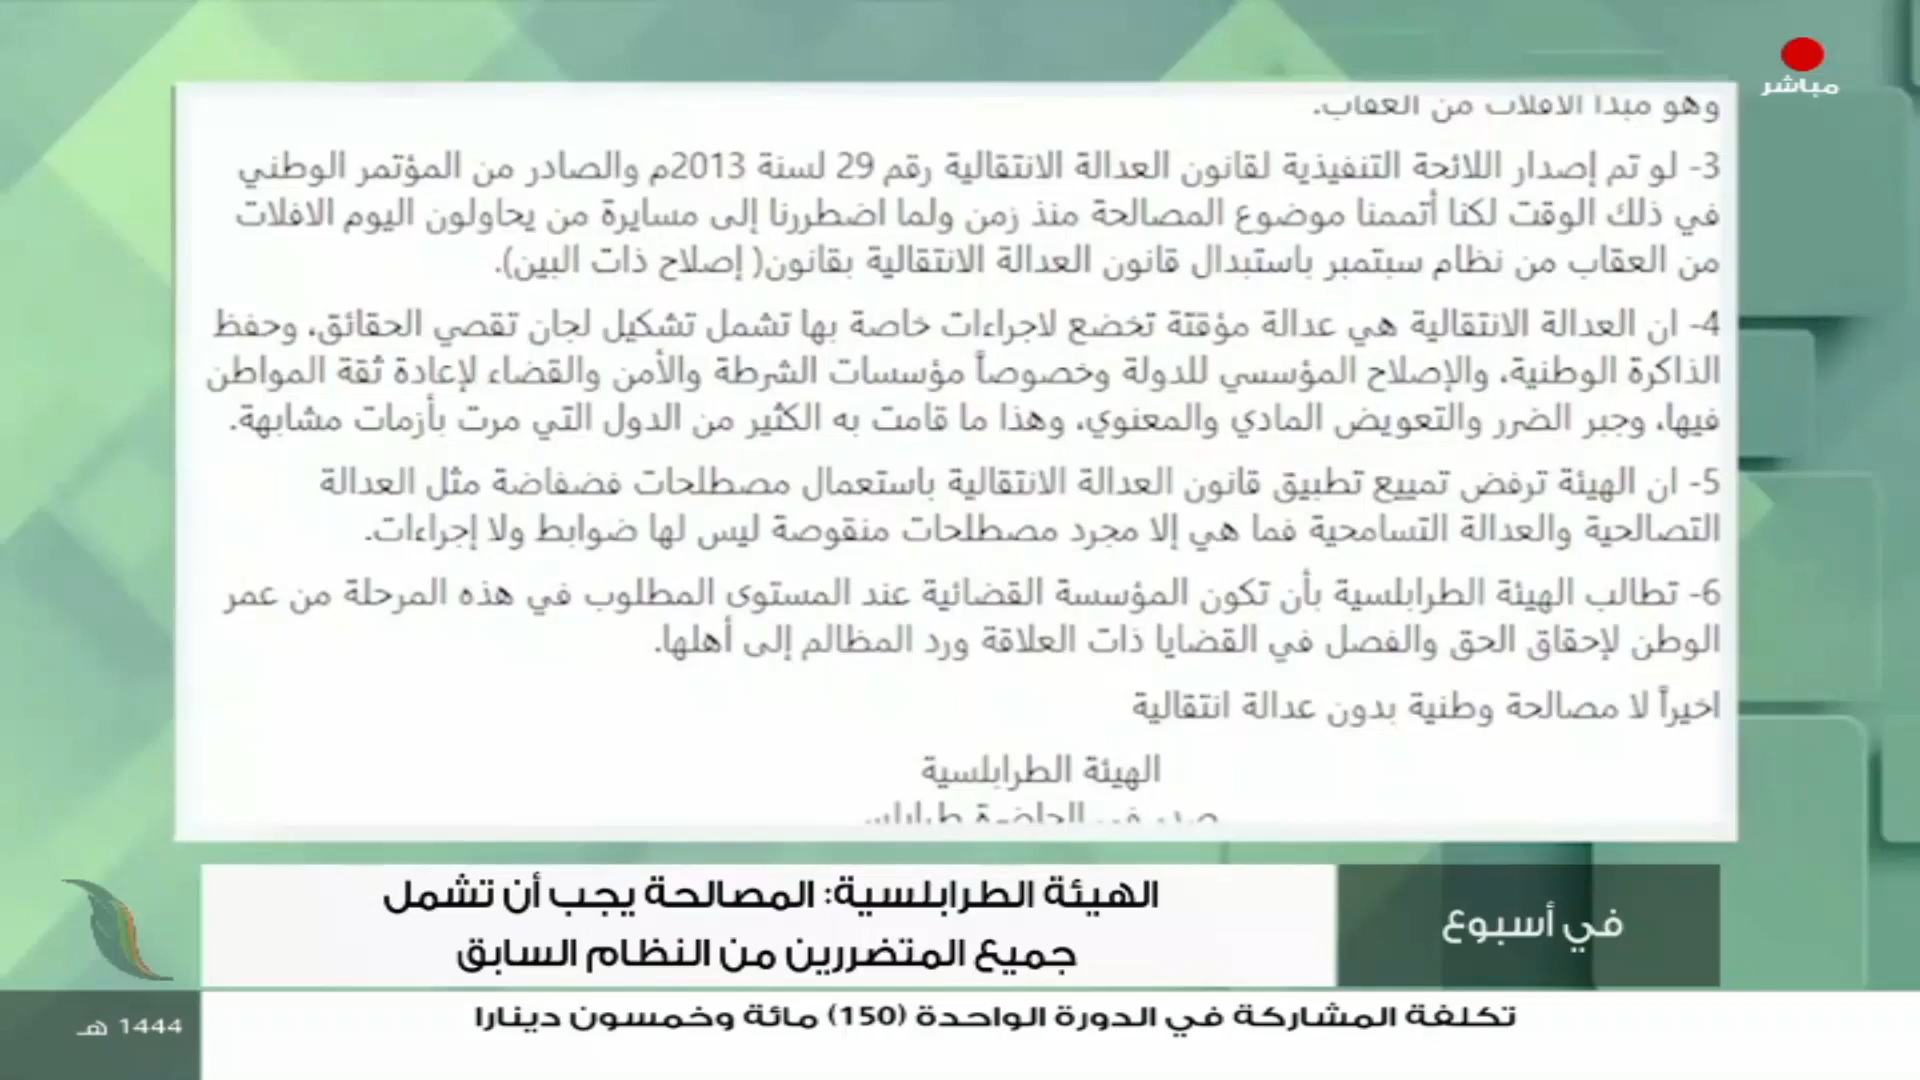 مباشر
وهو مبدأ الافلات من العقاب.
3- لو تم إصدار اللائحة التنفيذية لقانون العدالة الانتقالية رقم 29 لسنة 2013م والصادر من المؤتمر الوطني
في ذلك الوقت لكنا أتممنا موضوع المصالحة منذ زمن ولما اضطررنا إلى مسايرة من يحاولون اليوم الافلات
من العقاب من نظام سبتمبر باستبدال قانون العدالة الانتقالية بقانون( إصلاح ذات البين).
4- ان العدالة الانتقالية هي عدالة مؤقتة تخضع لاجراءات خاصة بها تشمل تشكيل لجان تقصي الحقائق، وحفظ
الذاكرة الوطنية، والإصلاح المؤسسي للدولة وخصوصاً مؤسسات الشرطة والأمن والقضاء لإعادة ثقة المواطن
فيها، وجبر الضرر والتعويض المادي والمعنوي، وهذا ما قامت به الكثير من الدول التي مرت بأزمات مشابهة.
5- ان الهيئة ترفض تمييع تطبيق قانون العدالة الانتقالية باستعمال مصطلحات فضفاضة مثل العدالة
التصالحية والعدالة التسامحية فما هي إلا مجرد مصطلحات منقوصة ليس لها ضوابط ولا إجراءات.
6- تطالب الهيئة الطرابلسية بأن تكون المؤسسة القضائية عند المستوى المطلوب في هذه المرحلة من عمر
الوطن لإحقاق الحق والفصل في القضايا ذات العلاقة ورد المظالم إلى أهلها.
اخيراً لا مصالحة وطنية بدون عدالة انتقالية
الهيئة الطرابلسية
صدر في الحاضرة طرابلس
في أسبوع
الهيئة الطرابلسية: المصالحة يجب أن تشمل
جميع المتضررين من النظام السابق
تكلفة المشاركة في الدورة الواحدة (150) مائة وخمسون دينارا
1444 هـ